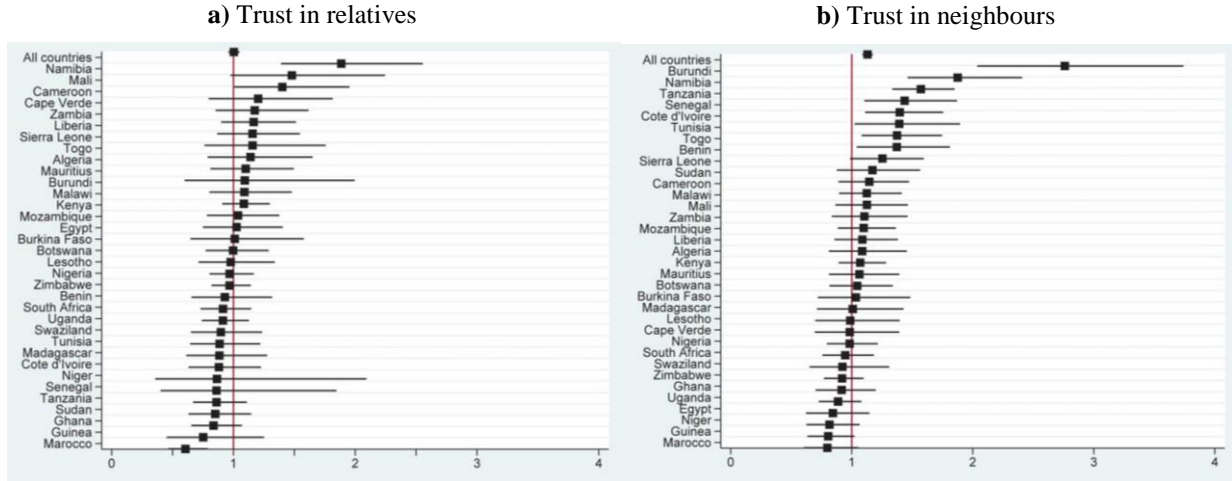 a) Trust in relatives
All countries
Namibia
Mali
Cameroon
Cape Verde
Zambia
Liberia
Sierra Leone
Togo
Algeria
Mauritius
Burundi
Malawi
Kenya
Mozambique
Egypt
Burkina Faso
Botswana
Lesotho
Nigeria
Zimbabwe
Benin
South Africa
Uganda
Swaziland
Tunisia
Madagascar
Cote d'Ivoire
Niger
Senegal
Tanzania
Sudan
Ghana
Guinea
Marocco
0 1 2 3 4
b) Trust in neighbours
All countries
Burundi
Namibia
Tanzania
Senegal
Cote d'Ivoire
Tunisia
Togo
Benin
Sierra Leone
Sudan
Cameroon
Malawi
Mali
Zambia
Mozambique
Liberia
Algeria
Kenya
Mauritius
Botswana
Burkina Faso
Madagascar
Lesotho
Cape Verde
Nigeria
South Africa
Swaziland
Zimbabwe
Ghana
Uganda
Egypt
Niger
Guinea
Marocco
0 1 2 3 4